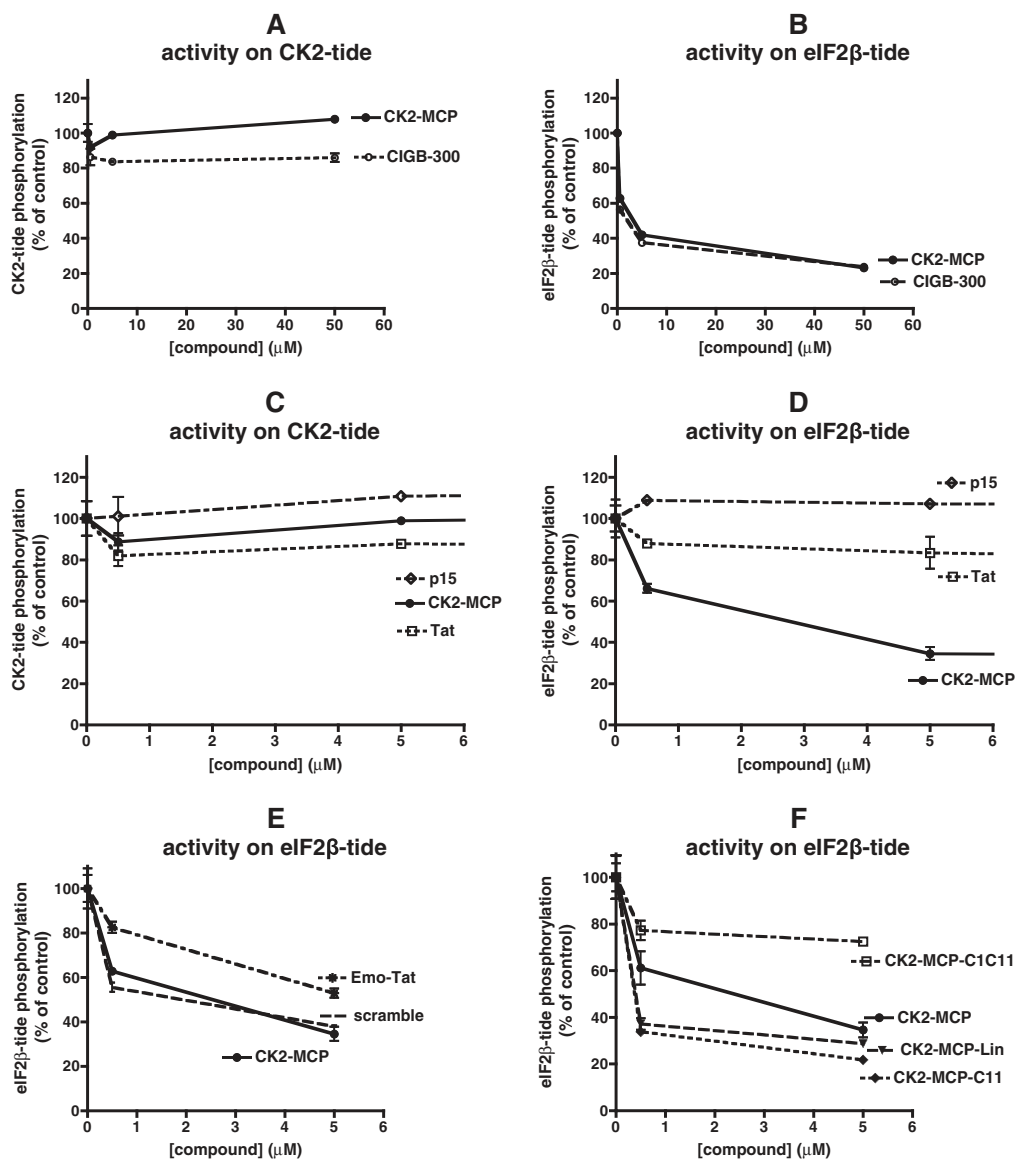 A
activity on CK2-tide
CK2-tide phosphorylation
(% of control)
120
100
80
60
40
20
0
0 10 20 30 40 50 60
[compound] (μM)
CK2-MCP
CIGB-300
B
activity on eIF2β-tide
eIF2β-tide phosphorylation
(% of control)
120
100
80
60
40
20
0
0 10 20 30 40 50 60
[compound] (μM)
CK2-MCP
CIGB-300
C
activity on CK2-tide
CK2-tide phosphorylation
(% of control)
120
100
80
60
40
20
0
0 1 2 3 4 5 6
[compound] (μM)
p15
CK2-MCP
Tat
D
activity on eIF2β-tide
eIF2β-tide phosphorylation
(% of control)
120
100
80
60
40
20
0
0 1 2 3 4 5 6
[compound] (μM)
p15
Tat
CK2-MCP
E
activity on eIF2β-tide
eIF2β-tide phosphorylation
(% of control)
100
80
60
40
20
0
0 1 2 3 4 5 6
[compound] (μM)
Emo-Tat
scramble
CK2-MCP
F
activity on eIF2β-tide
eIF2β-tide phosphorylation
(% of control)
100
80
60
40
20
0
0 1 2 3 4 5 6
[compound] (μM)
CK2-MCP-C1C11
CK2-MCP
CK2-MCP-Lin
CK2-MCP-C11